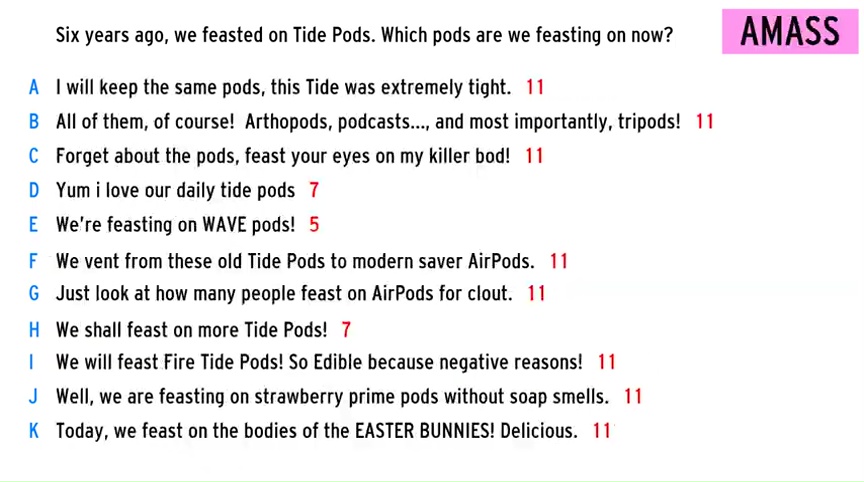 Six years ago, we feasted on Tide Pods. Which pods are we feasting on now?
AMASS
A I will keep the same pods, this Tide was extremely tight. 11
B All of them, of course! Arthopods, podcasts..., and most importantly, tripods! 11
C Forget about the pods, feast your eyes on my killer bod! 11
D Yum i love our daily tide pods 7
E We're feasting on WAVE pods! 5
F We vent from these old Tide Pods to modern saver AirPods. 11
G Just look at how many people feast on AirPods for clout. 11
H We shall feast on more Tide Pods! 7
I We will feast Fire Tide Pods! So Edible because negative reasons! 11
J Well, we are feasting on strawberry prime pods without soap smells. 11
K Today, we feast on the bodies of the EASTER BUNNIES! Delicious. 11